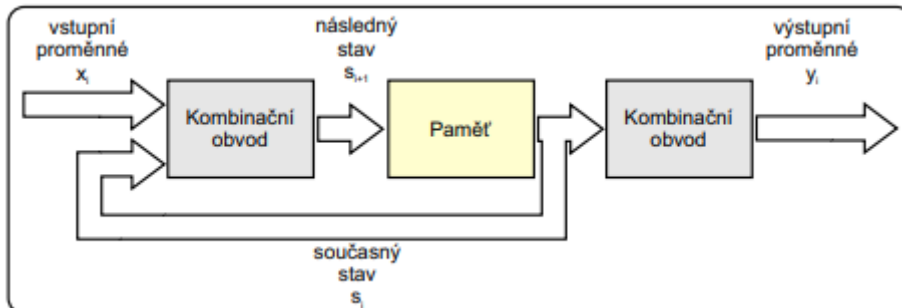 vstupní
proměnné
xi
následný
stav
si+1
výstupní
proměnné
yi
Kombinační
obvod
Paměť
Kombinační
obvod
současný
stav
si